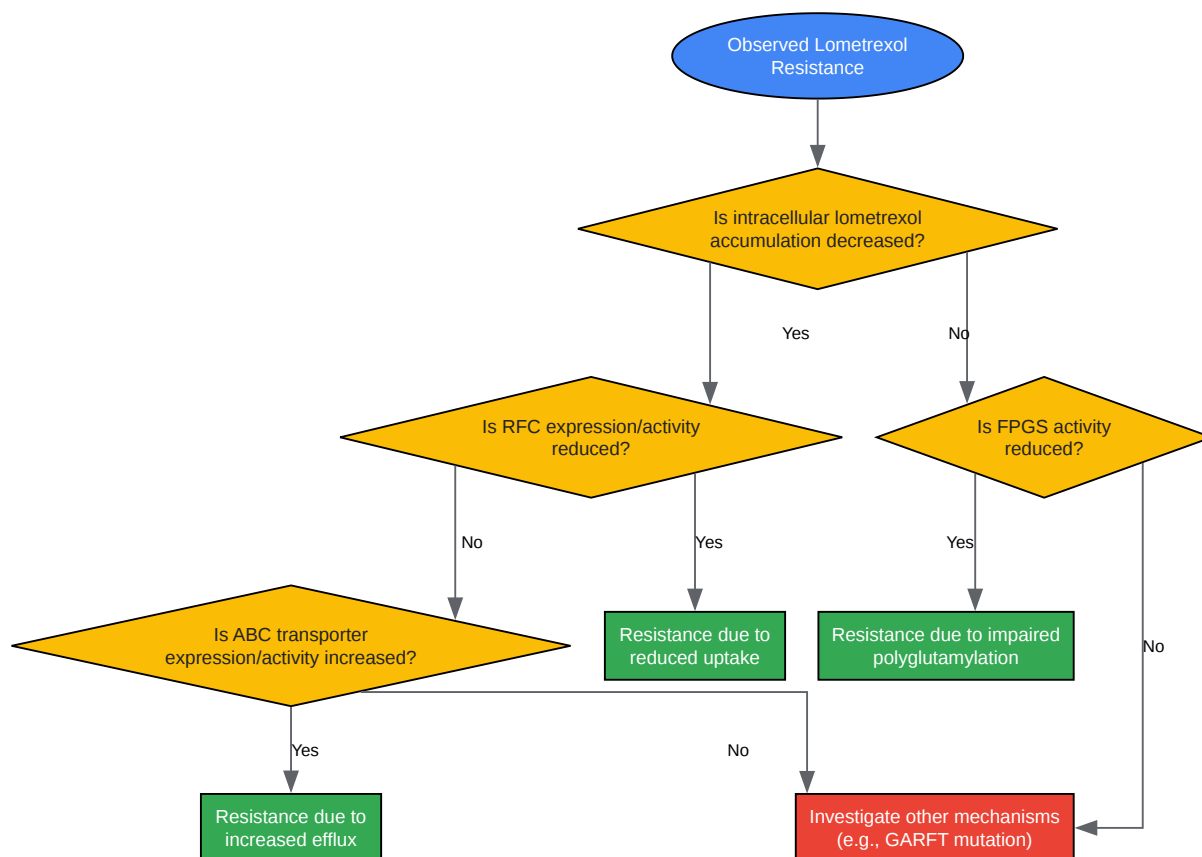 Observed Lometrexol
Resistance
Is intracellular lometrexol
accumulation decreased?
Yes
No
Is RFC expression/activity
reduced?
Is FPGS activity
reduced?
No
Yes
Yes
Is ABC transporter
expression/activity increased?
Resistance due to
reduced uptake
Resistance due to impaired
polyglutamylation
No
Yes
No
Resistance due to
increased efflux
Investigate other mechanisms
(e.g., GARFT mutation)